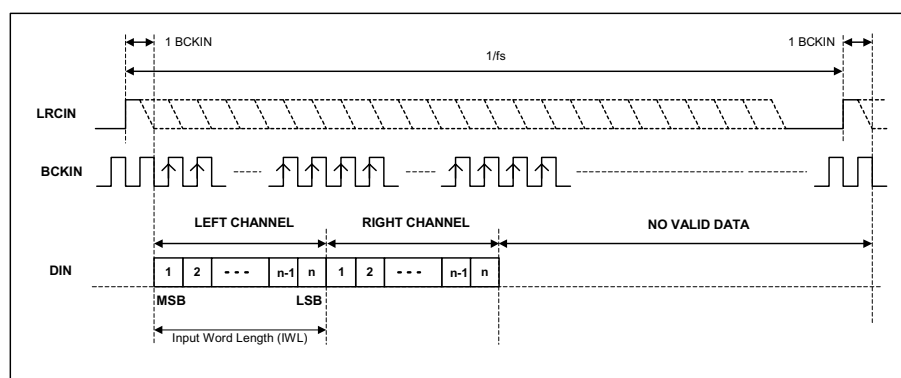 1 BCKIN 1 BCKIN
1/fs
LRCIN
BCKIN
LEFT CHANNEL RIGHT CHANNEL NO VALID DATA
DIN 1 2 --- n-1 n 1 2 --- n-1 n
MSB LSB
Input Word Length (IWL)